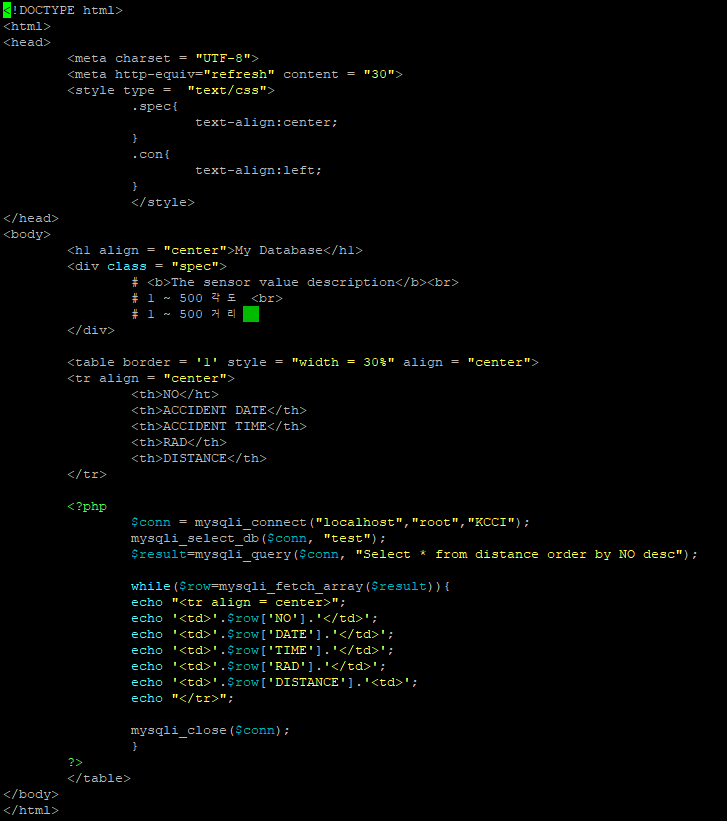 <!DOCTYPE html>
<html>
<head>
<meta charset = "UTF-8">
<meta http-equiv="refresh" content = "30">
<style type =  "text/css">
.spec{
text-align:center;
}
.con{
text-align:left;
}
</style>
</head>
<body>
<h1 align = "center">My Database</h1>
<div class = "spec">
# <b>The sensor value description</b><br>
# 1 ~ 500 각도 <br>
# 1 ~ 500 거리
</div>
<table border = '1' style = "width = 30%" align = "center">
<tr align = "center">
<th>NO</ht>
<th>ACCIDENT DATE</th>
<th>ACCIDENT TIME</th>
<th>RAD</th>
<th>DISTANCE</th>
</tr>
<?php
$conn = mysqli_connect("localhost","root","KCCI");
mysqli_select_db($conn, "test");
$result=mysqli_query($conn, "Select * from distance order by NO desc");
while($row=mysqli_fetch_array($result)){
echo "<tr align = center>";
echo '<td>'.$row['NO'].'</td>';
echo '<td>'.$row['DATE'].'</td>';
echo '<td>'.$row['TIME'].'</td>';
echo '<td>'.$row['RAD'].'</td>';
echo '<td>'.$row['DISTANCE'].'<td>';
echo "</tr>";
mysqli_close($conn);
}
?>
</table>
</body>
</html>